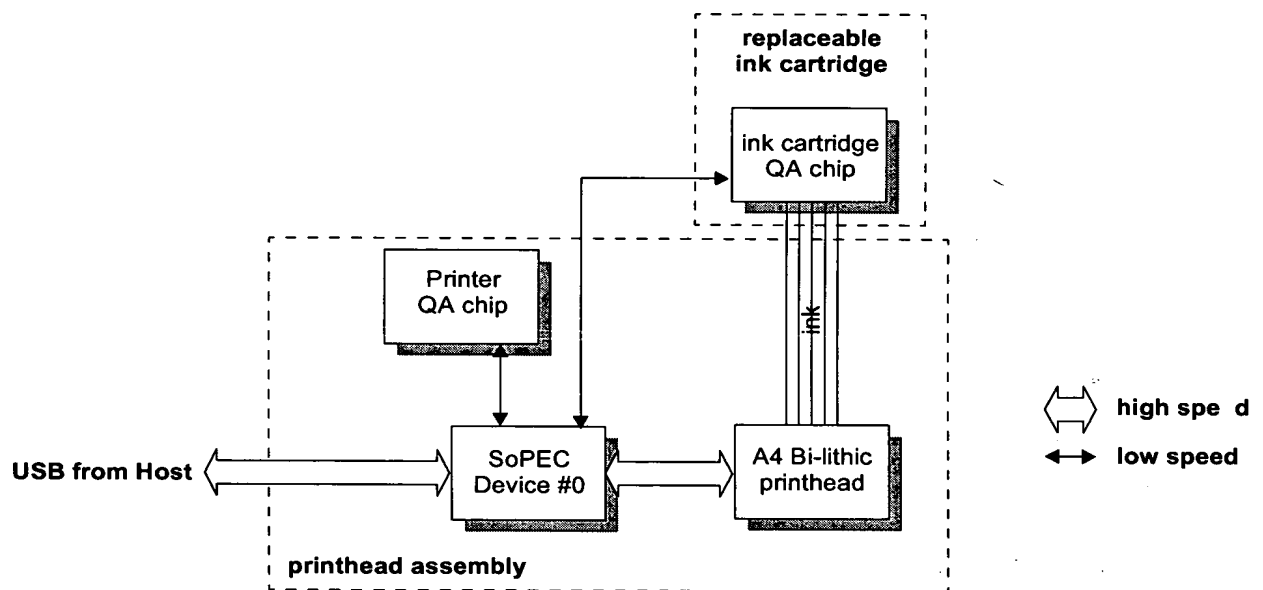 replaceable
ink cartridge
ink cartridge
QA chip
Printer
QA chip
ink
USB from Host
SoPEC
Device #0
A4 Bi-lithic
printhead
high spe d
low speed
printhead assembly